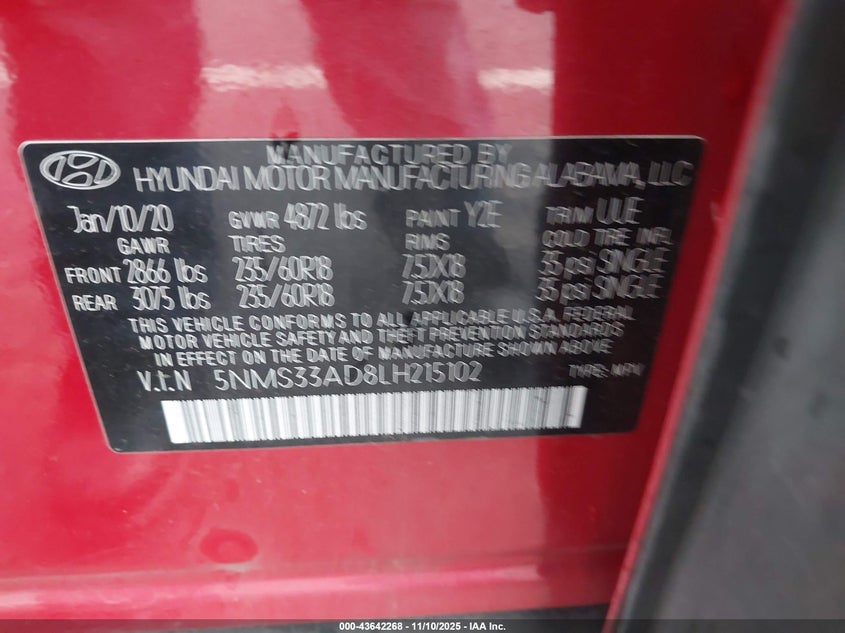 MANUFACTURED BY
HYUNDAI MOTOR MANUFACTURING ALABAMA, LLC
Jan/10/20 GVWR 4872 lbs PAINT Y2E TRIM UUE
GAWR TIRES RIMS COLD TIRE INFL
FRONT 2866 lbs 235/60R18 7.5JX18 35 psi SINGLE
REAR 3075 lbs 235/60R18 7.5JX18 35 psi SINGLE
THIS VEHICLE CONFORMS TO ALL APPLICABLE U.S.A. FEDERAL
MOTOR VEHICLE SAFETY AND THEFT PREVENTION STANDARDS
IN EFFECT ON THE DATE OF MANUFACTURE SHOWN ABOVE.
V.I.N 5NMS33AD8LH215102 TYPE: MPV
000-43642268 - 11/10/2025 - IAA Inc.